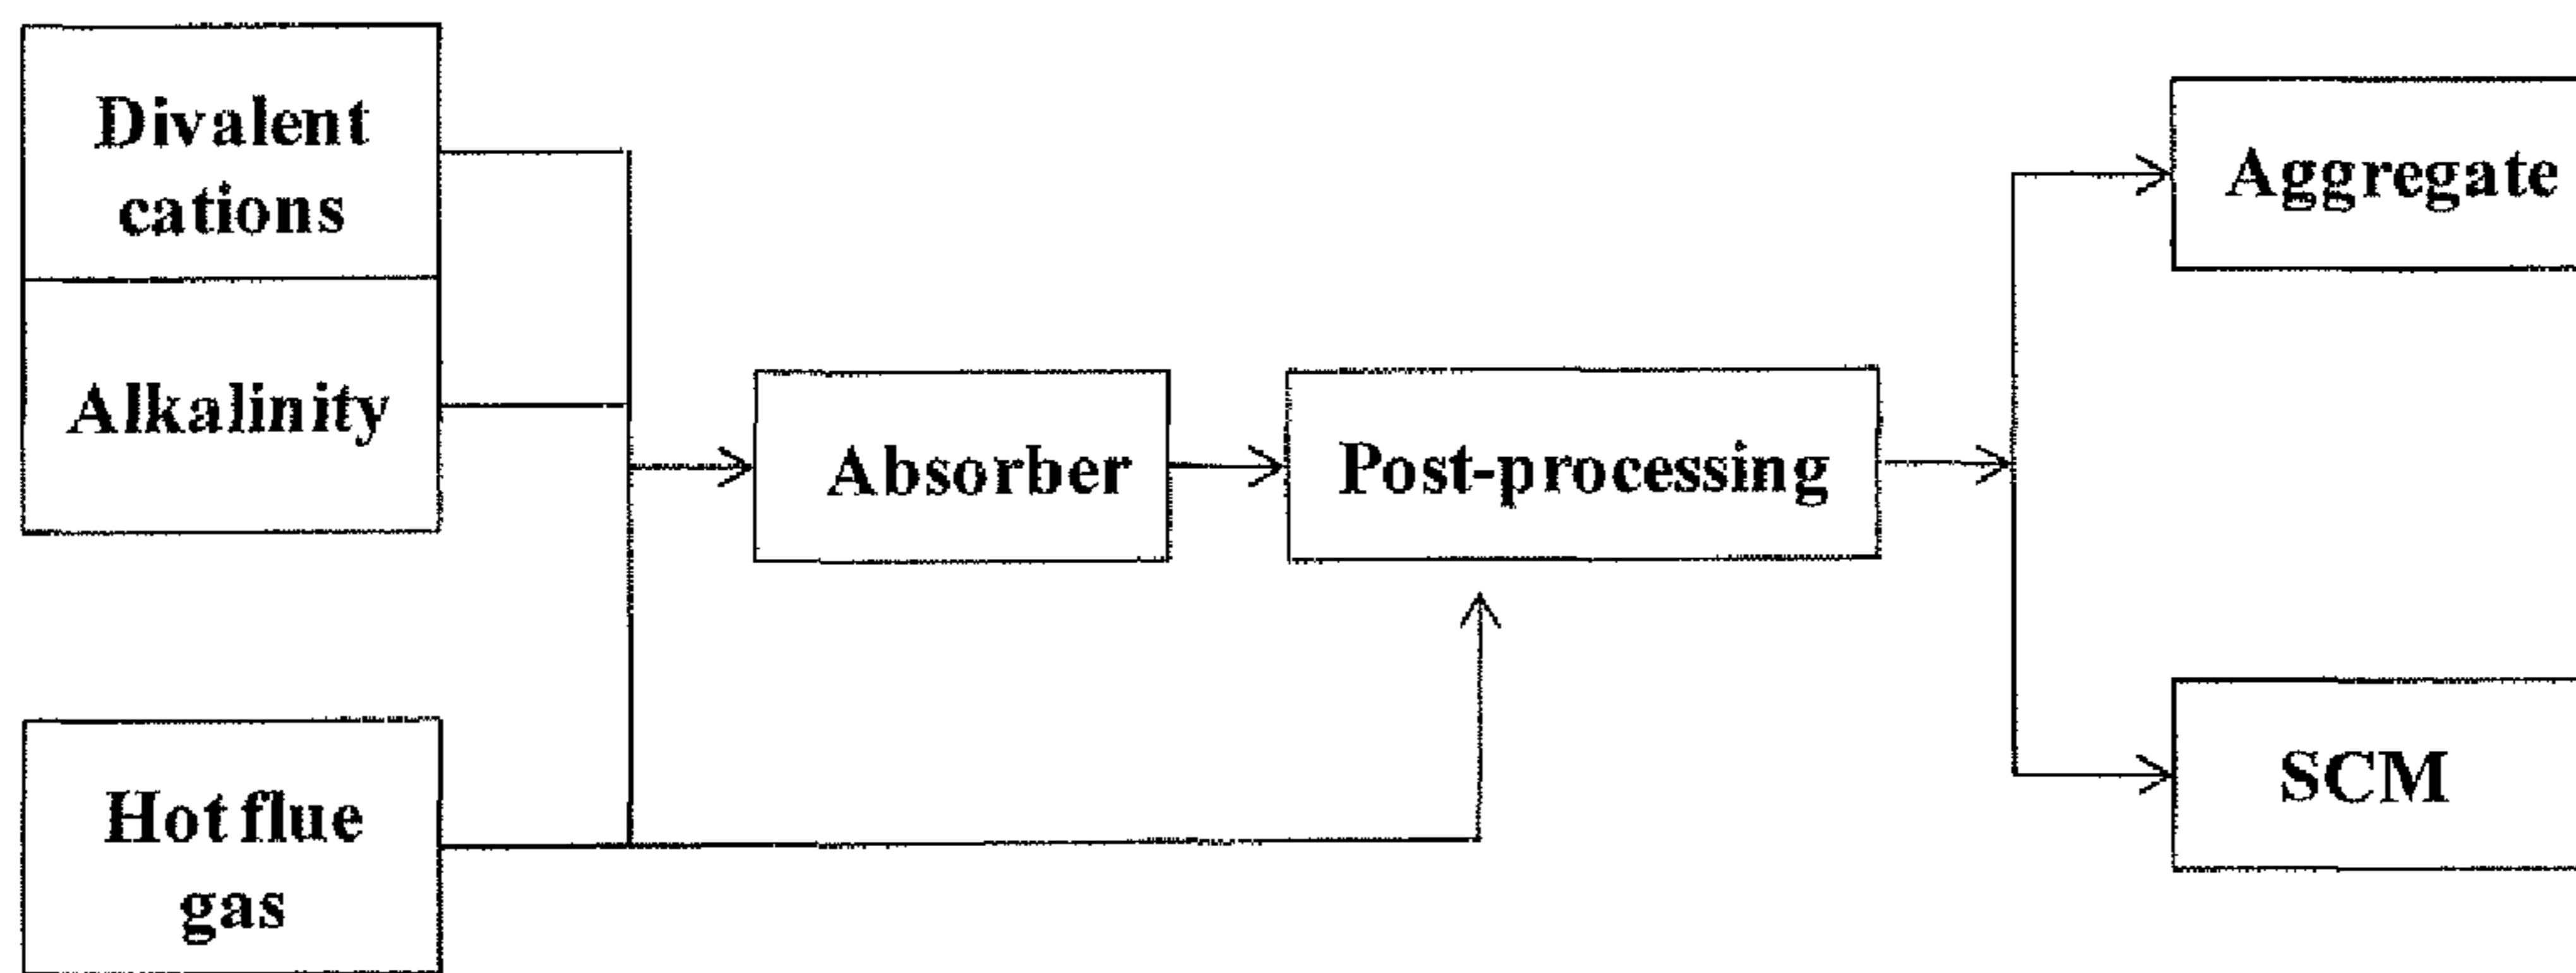 Divalent
cations
Alkalinity
Hot flue
gas
Absorber
Post-processing
Aggregate
SCM